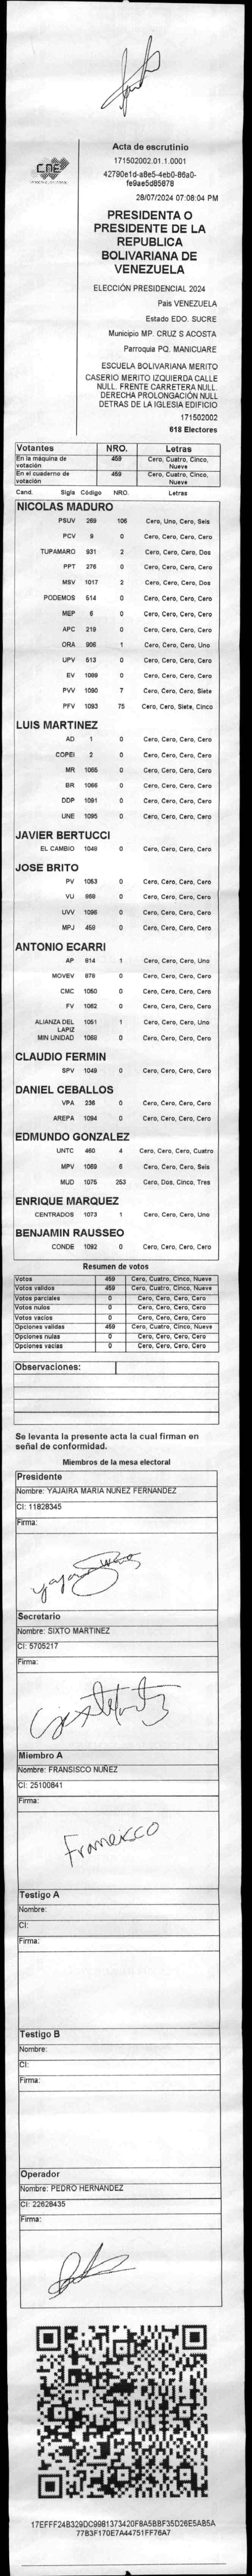 CNE
Acta de escrutinio
171502002.01.1.0001
42790e1d-a8e5-4eb0-86a0-
fe9ae5d85878
28/07/2024 07:08:04 PM
PRESIDENTA O
PRESIDENTE DE LA
REPUBLICA
BOLIVARIANA DE
VENEZUELA
ELECCIÓN PRESIDENCIAL 2024
Pais VENEZUELA
Estado EDO. SUCRE
Municipio MP. CRUZ S ACOSTA
Parroquia PQ. MANICUARE
ESCUELA BOLIVARIANA MERITO
CASERIO MERITO IZQUIERDA CALLE
NULL. FRENTE CARRETERA NULL.
DERECHA PROLONGACIÓN NULL
DETRAS DE LA IGLESIA EDIFICIO
171502002
618 Electores
Votantes NRO. Letras
En la máquina de votación 459 Cero, Cuatro, Cinco, Nueve
En el cuaderno de votación 459 Cero, Cuatro, Cinco, Nueve
Cand. Sigla Código NRO. Letras
NICOLAS MADURO
PSUV 269 106 Cero, Uno, Cero, Seis
PCV 9 0 Cero, Cero, Cero, Cero
TUPAMARO 931 2 Cero, Cero, Cero, Dos
PPT 276 0 Cero, Cero, Cero, Cero
MSV 1017 2 Cero, Cero, Cero, Dos
PODEMOS 514 0 Cero, Cero, Cero, Cero
MEP 6 0 Cero, Cero, Cero, Cero
APC 219 0 Cero, Cero, Cero, Cero
ORA 906 1 Cero, Cero, Cero, Uno
UPV 513 0 Cero, Cero, Cero, Cero
EV 1089 0 Cero, Cero, Cero, Cero
PVV 1090 7 Cero, Cero, Cero, Siete
PFV 1093 75 Cero, Cero, Siete, Cinco
LUIS MARTINEZ
AD 1 0 Cero, Cero, Cero, Cero
COPEI 2 0 Cero, Cero, Cero, Cero
MR 1065 0 Cero, Cero, Cero, Cero
BR 1066 0 Cero, Cero, Cero, Cero
DDP 1091 0 Cero, Cero, Cero, Cero
UNE 1095 0 Cero, Cero, Cero, Cero
JAVIER BERTUCCI
EL CAMBIO 1048 0 Cero, Cero, Cero, Cero
JOSE BRITO
PV 1053 0 Cero, Cero, Cero, Cero
VU 868 0 Cero, Cero, Cero, Cero
UVV 1096 0 Cero, Cero, Cero, Cero
MPJ 458 0 Cero, Cero, Cero, Cero
ANTONIO ECARRI
AP 814 1 Cero, Cero, Cero, Uno
MOVEV 878 0 Cero, Cero, Cero, Cero
CMC 1050 0 Cero, Cero, Cero, Cero
FV 1062 0 Cero, Cero, Cero, Cero
ALIANZA DEL LAPIZ 1051 1 Cero, Cero, Cero, Uno
MIN UNIDAD 1068 0 Cero, Cero, Cero, Cero
CLAUDIO FERMIN
SPV 1049 0 Cero, Cero, Cero, Cero
DANIEL CEBALLOS
VPA 236 0 Cero, Cero, Cero, Cero
AREPA 1094 0 Cero, Cero, Cero, Cero
EDMUNDO GONZALEZ
UNTC 460 4 Cero, Cero, Cero, Cuatro
MPV 1069 6 Cero, Cero, Cero, Seis
MUD 1075 253 Cero, Dos, Cinco, Tres
ENRIQUE MARQUEZ
CENTRADOS 1073 1 Cero, Cero, Cero, Uno
BENJAMIN RAUSSEO
CONDE 1092 0 Cero, Cero, Cero, Cero
Resumen de votos
Votos 459 Cero, Cuatro, Cinco, Nueve
Votos validos 459 Cero, Cuatro, Cinco, Nueve
Votos parciales 0 Cero, Cero, Cero, Cero
Votos nulos 0 Cero, Cero, Cero, Cero
Votos vacios 0 Cero, Cero, Cero, Cero
Opciones validas 459 Cero, Cuatro, Cinco, Nueve
Opciones nulas 0 Cero, Cero, Cero, Cero
Opciones vacias 0 Cero, Cero, Cero, Cero
Observaciones:
Se levanta la presente acta la cual firman en
señal de conformidad.
Miembros de la mesa electoral
Presidente
Nombre: YAJAIRA MARIA NUÑEZ FERNANDEZ
CI: 11828345
Firma:
Secretario
Nombre: SIXTO MARTINEZ
CI: 5705217
Firma:
Miembro A
Nombre: FRANSISCO NUÑEZ
CI: 25100841
Firma:
Francisco
Testigo A
Nombre:
CI:
Firma:
Testigo B
Nombre:
CI:
Firma:
Operador
Nombre: PEDRO HERNANDEZ
CI: 22626435
Firma:
17EFFF24B329DC9981373420F8A5BBF35D26E5AB5A
77B3F170E7A44751FF76A7